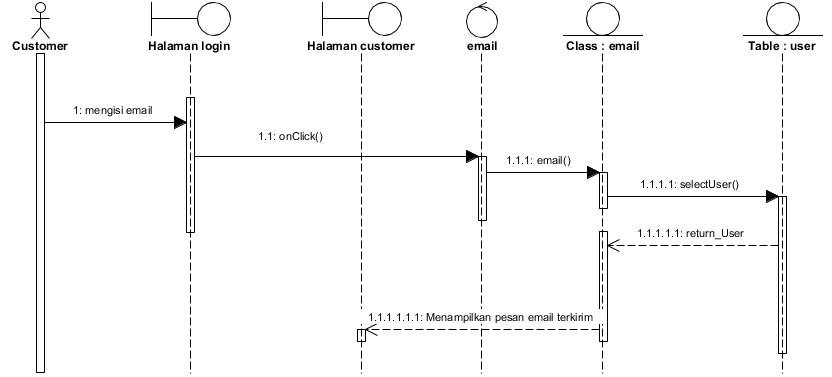 Customer
Halaman login
Halaman customer
email
Class : email
Table : user
1: mengisi email
1.1: onClick()
1.1.1: email()
1.1.1.1: selectUser()
1.1.1.1.1: return_User
1.1.1.1.1.1: Menampilkan pesan email terkirim